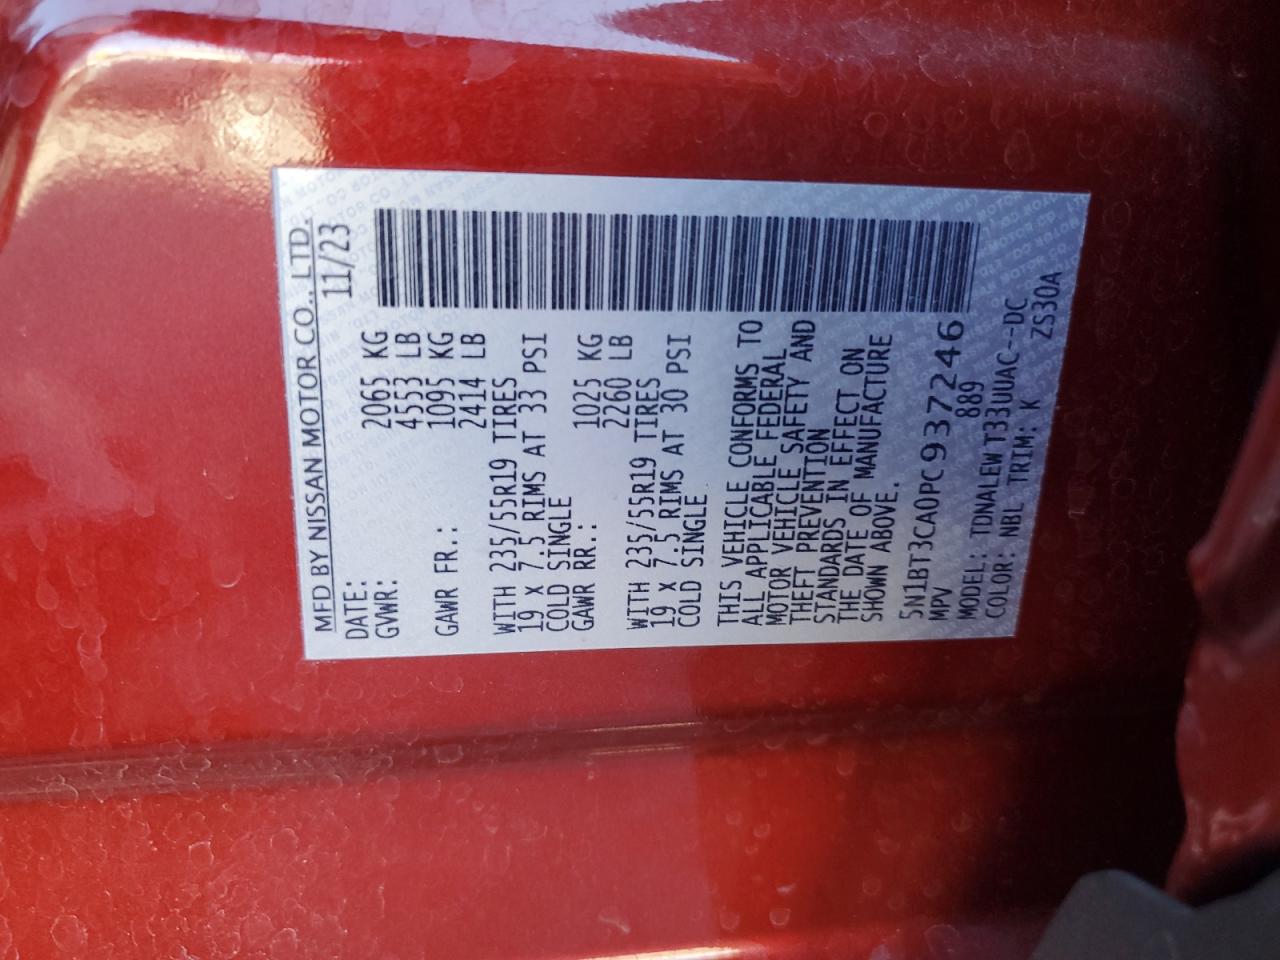 MFD BY NISSAN MOTOR CO., LTD.
DATE: 11/23
GVWR: 2065 KG
4553 LB
GAWR FR.: 1095 KG
2414 LB
WITH 235/55R19 TIRES
19 x 7.5 RIMS AT 33 PSI
COLD SINGLE
GAWR RR.: 1025 KG
2260 LB
WITH 235/55R19 TIRES
19 x 7.5 RIMS AT 30 PSI
COLD SINGLE
THIS VEHICLE CONFORMS TO
ALL APPLICABLE FEDERAL
MOTOR VEHICLE SAFETY AND
THEFT PREVENTION
STANDARDS IN EFFECT ON
THE DATE OF MANUFACTURE
SHOWN ABOVE.
5N1BT3CA0PC937246
MPV 889
MODEL: TDNALEW T33UUAC--DC
COLOR: NBL TRIM: K ZS30A